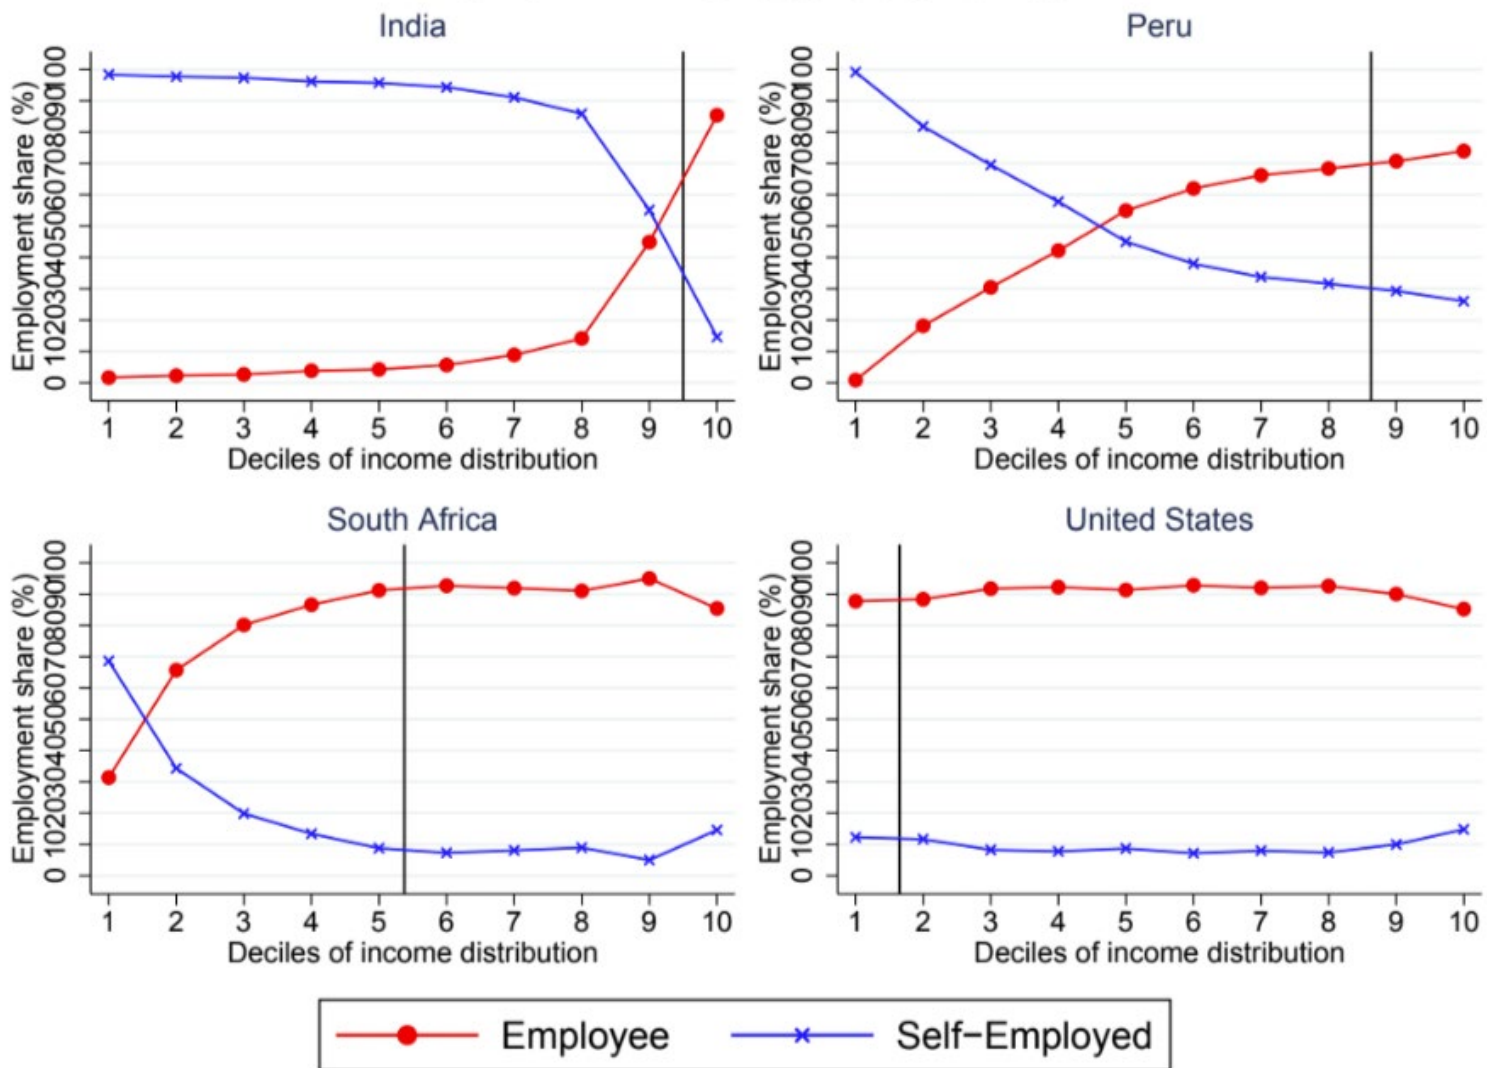 India
Employment share (%)
0 10 20 30 40 50 60 70 80 90 100
1 2 3 4 5 6 7 8 9 10
Deciles of income distribution
Peru
Employment share (%)
0 10 20 30 40 50 60 70 80 90 100
1 2 3 4 5 6 7 8 9 10
Deciles of income distribution
South Africa
Employment share (%)
0 10 20 30 40 50 60 70 80 90 100
1 2 3 4 5 6 7 8 9 10
Deciles of income distribution
United States
Employment share (%)
0 10 20 30 40 50 60 70 80 90 100
1 2 3 4 5 6 7 8 9 10
Deciles of income distribution
Employee Self-Employed